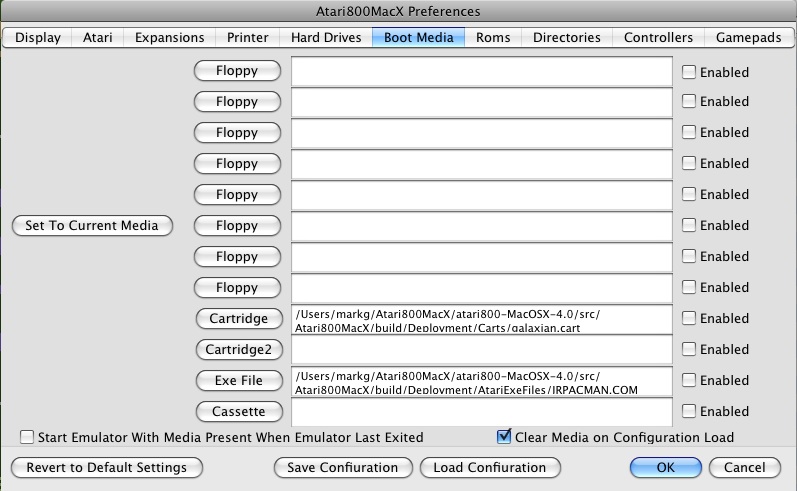 Atari800MacX Preferences
Display Atari Expansions Printer Hard Drives Boot Media Roms Directories Controllers Gamepads
Floppy Enabled
Floppy Enabled
Floppy Enabled
Floppy Enabled
Floppy Enabled
Set To Current Media Floppy Enabled
Floppy Enabled
Floppy Enabled
Cartridge /Users/markg/Atari800MacX/atari800-MacOSX-4.0/src/ Enabled
Atari800MacX/build/Deployment/Carts/galaxian.cart
Cartridge2 Enabled
Exe File /Users/markg/Atari800MacX/atari800-MacOSX-4.0/src/ Enabled
Atari800MacX/build/Deployment/AtariExeFiles/IRPACMAN.COM
Cassette Enabled
Start Emulator With Media Present When Emulator Last Exited Clear Media on Configuration Load
Revert to Default Settings Save Confiuration Load Confiuration OK Cancel